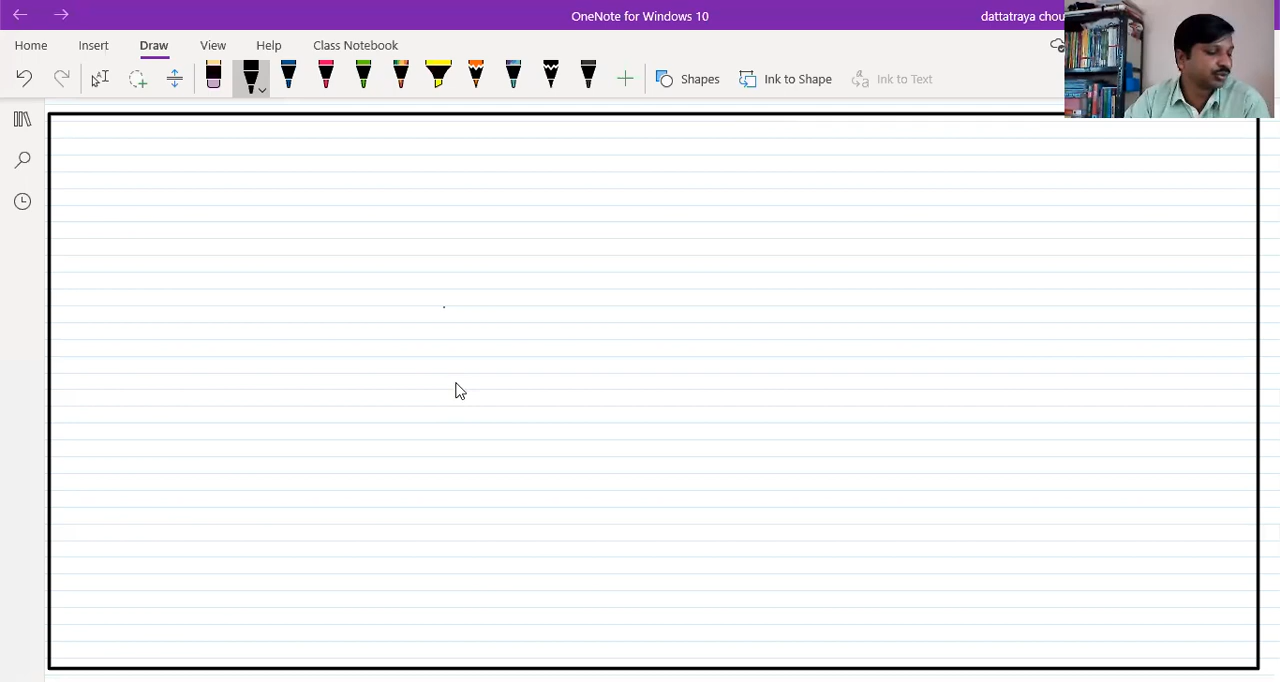 OneNote for Windows 10
dattatraya chou
Home Insert Draw View Help Class Notebook
Shapes Ink to Shape Ink to Text